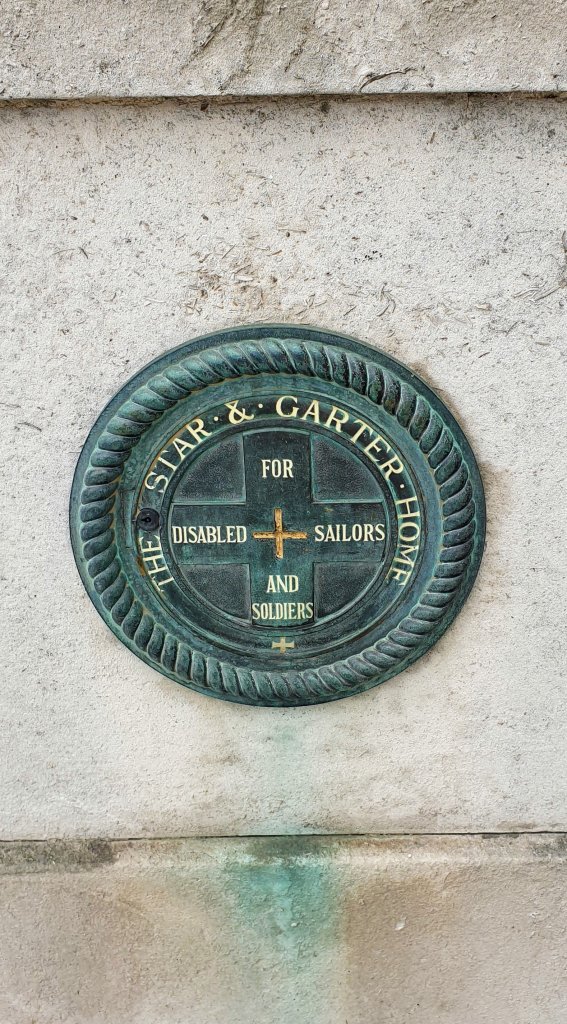 THE · STAR · & · GARTER · HOME
FOR
DISABLED SAILORS
AND
SOLDIERS